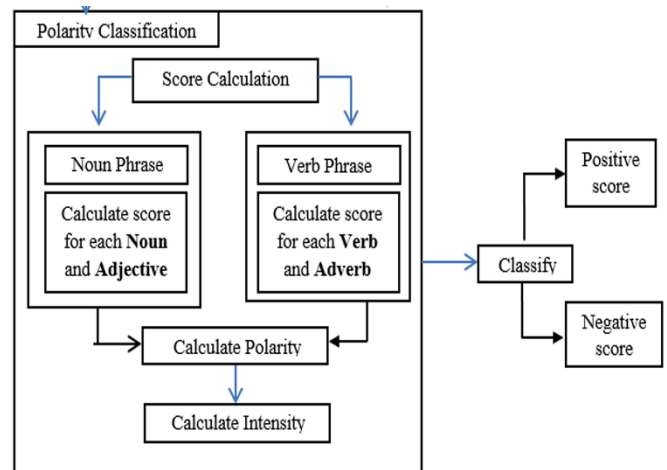 Polarity Classification
Score Calculation
Noun Phrase
Calculate score
for each Noun
and Adjective
Verb Phrase
Calculate score
for each Verb
and Adverb
Calculate Polarity
Calculate Intensity
Classify
Positive
score
Negative
score